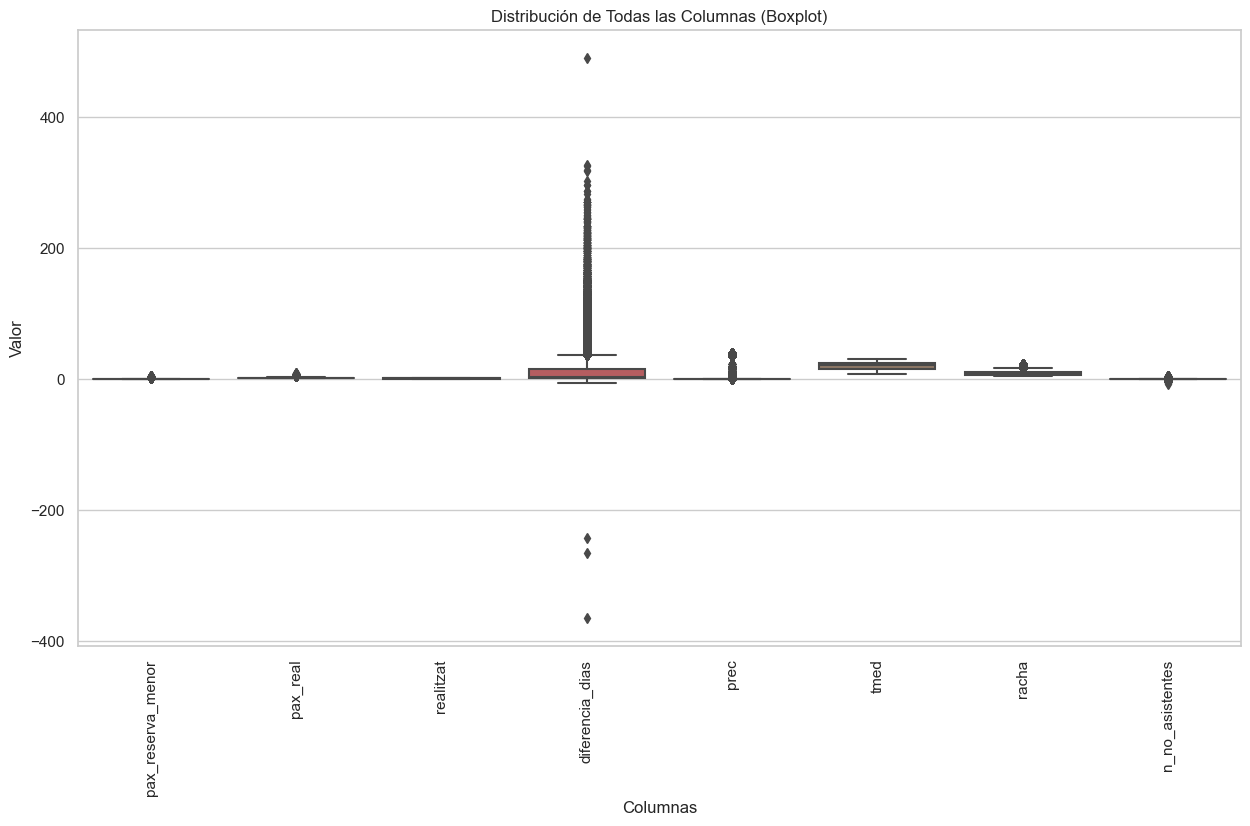 Distribución de Todas las Columnas (Boxplot)
400
200
0
−200
−400
Valor
pax_reserva_menor
pax_real
realitzat
diferencia_dias
prec
tmed
racha
n_no_asistentes
Columnas